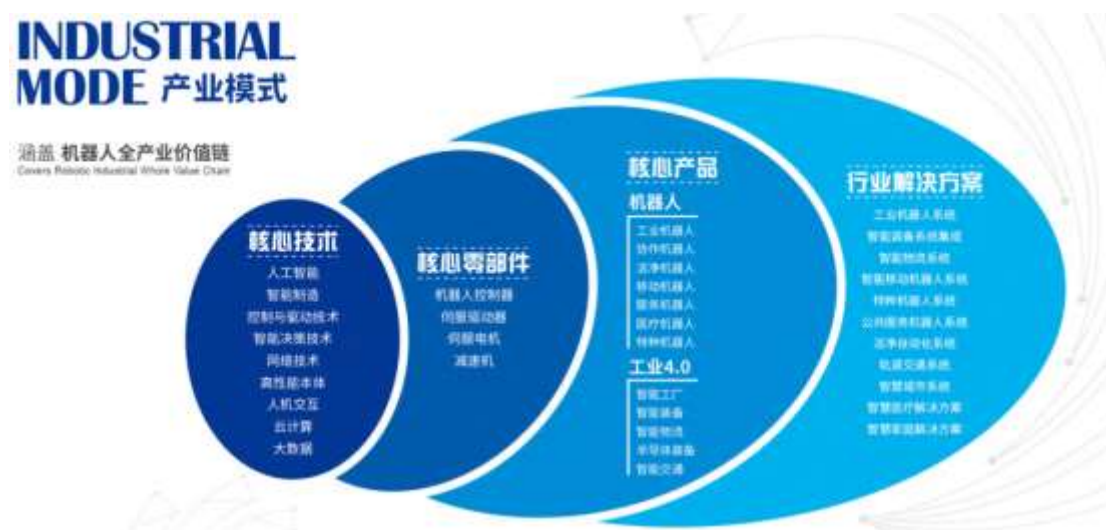 INDUSTRIAL
MODE 产业模式
涵盖 机器人全产业价值链
Covers Robotic Industrial Whole Value Chain
核心技术
人工智能
智能制造
控制与驱动技术
智能决策技术
网络技术
高性能本体
人机交互
云计算
大数据
核心零部件
机器人控制器
伺服驱动器
伺服电机
减速机
核心产品
机器人
工业机器人
协作机器人
洁净机器人
移动机器人
服务机器人
医疗机器人
特种机器人
工业4.0
智能工厂
智能装备
智能物流
半导体装备
智能交通
行业解决方案
工业机器人系统
智能装备系统集成
智能物流系统
智能移动机器人系统
特种机器人系统
公共服务机器人系统
洁净自动化系统
轨道交通系统
智慧城市系统
智慧医疗解决方案
智慧家居解决方案